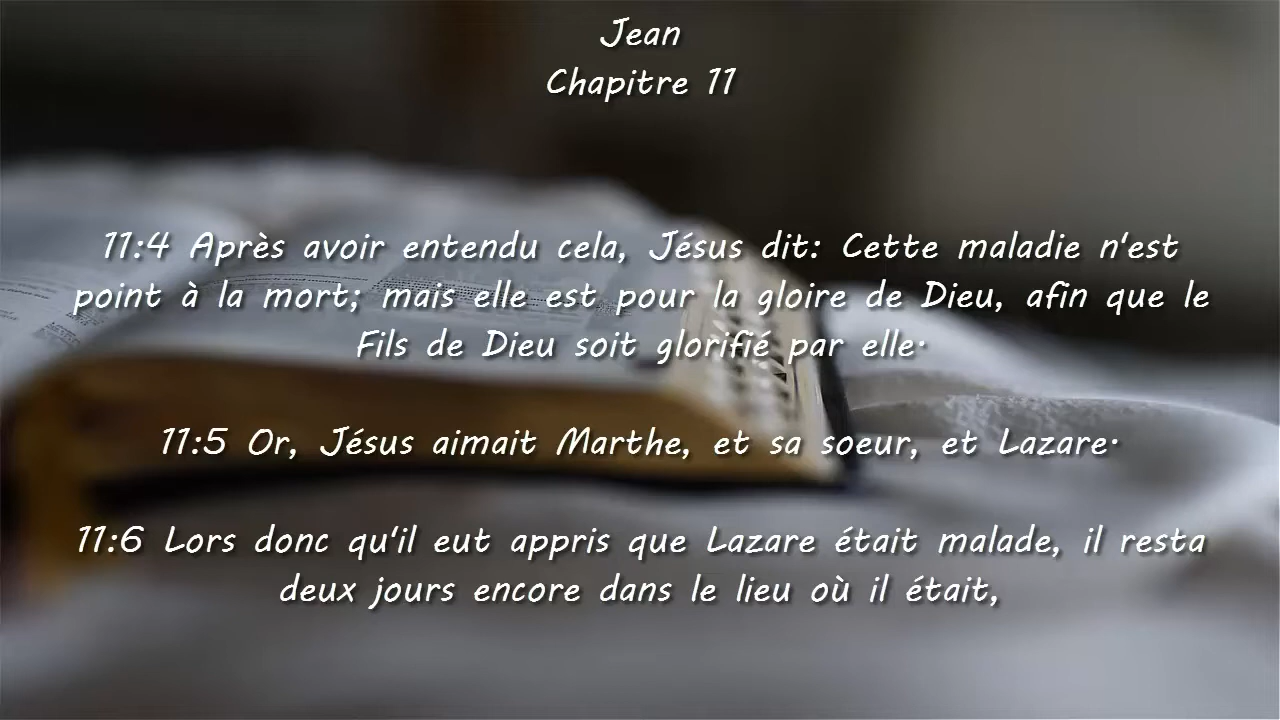 Jean
Chapitre 11
11:4 Après avoir entendu cela, Jésus dit: Cette maladie n'est
point à la mort; mais elle est pour la gloire de Dieu, afin que le
Fils de Dieu soit glorifié par elle·
11:5 Or, Jésus aimait Marthe, et sa soeur, et Lazare·
11:6 Lors donc qu'il eut appris que Lazare était malade, il resta
deux jours encore dans le lieu où il était,